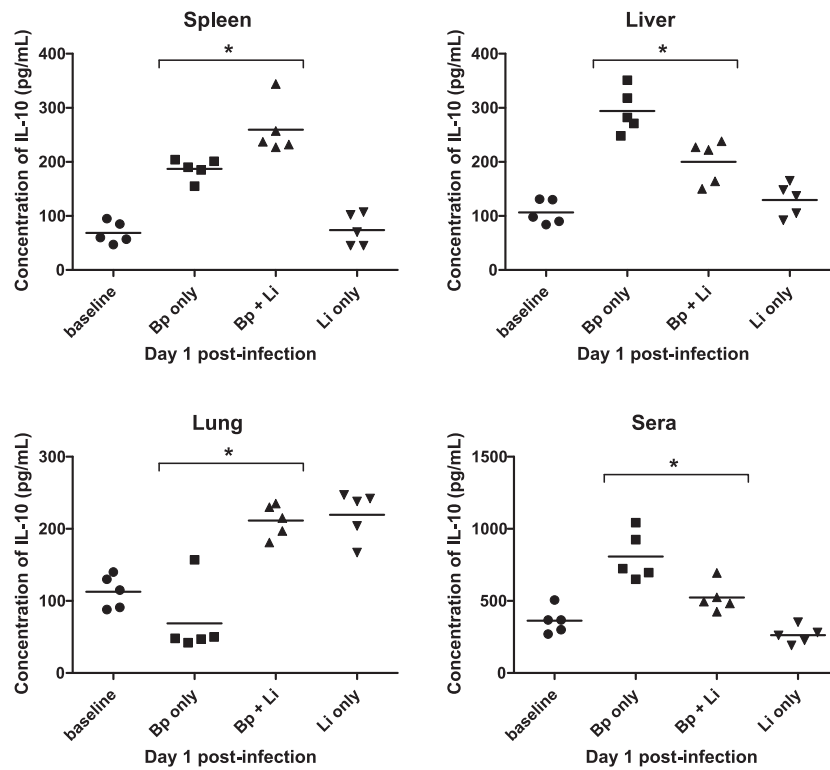 Spleen
Concentration of IL-10 (pg/mL)
400
300
200
100
0
*
baseline
Bp only
Bp + Li
Li only
Day 1 post-infection
Liver
Concentration of IL-10 (pg/mL)
400
300
200
100
0
*
baseline
Bp only
Bp + Li
Li only
Day 1 post-infection
Lung
Concentration of IL-10 (pg/mL)
300
200
100
0
*
baseline
Bp only
Bp + Li
Li only
Day 1 post-infection
Sera
Concentration of IL-10 (pg/mL)
1500
1000
500
0
*
baseline
Bp only
Bp + Li
Li only
Day 1 post-infection